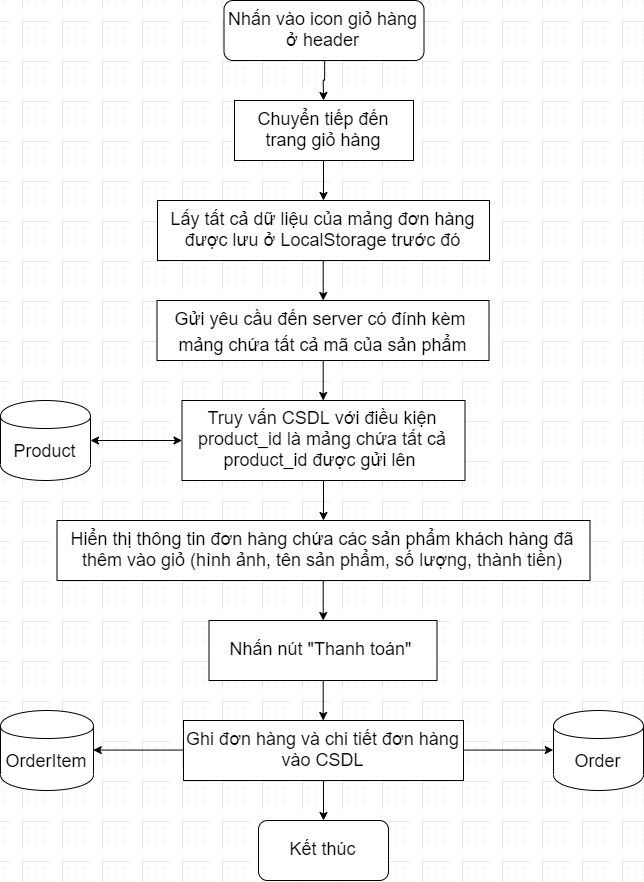 Nhấn vào icon giỏ hàng
ở header
Chuyển tiếp đến
trang giỏ hàng
Lấy tất cả dữ liệu của mảng đơn hàng
được lưu ở LocalStorage trước đó
Gửi yêu cầu đến server có đính kèm
mảng chứa tất cả mã của sản phẩm
Truy vấn CSDL với điều kiện
product_id là mảng chứa tất cả
product_id được gửi lên
Product
Hiển thị thông tin đơn hàng chứa các sản phẩm khách hàng đã
thêm vào giỏ (hình ảnh, tên sản phẩm, số lượng, thành tiền)
Nhấn nút "Thanh toán"
Ghi đơn hàng và chi tiết đơn hàng
vào CSDL
OrderItem
Order
Kết thúc